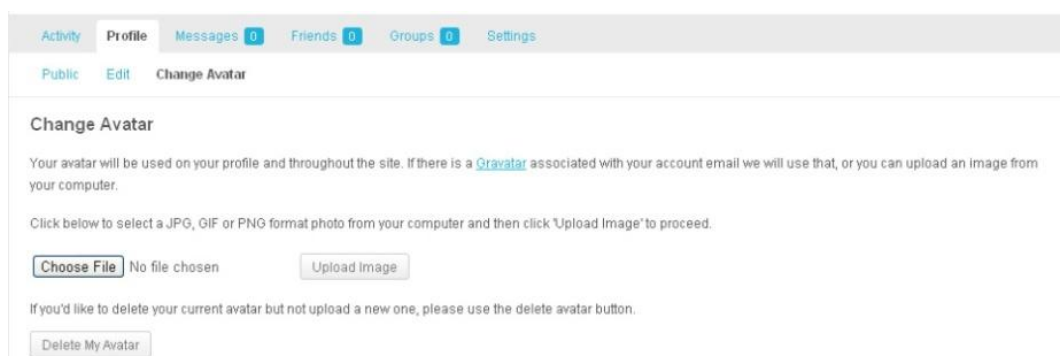 Activity Profile Messages 0 Friends 0 Groups 0 Settings
Public Edit Change Avatar
Change Avatar
Your avatar will be used on your profile and throughout the site. If there is a Gravatar associated with your account email we will use that, or you can upload an image from
your computer.
Click below to select a JPG, GIF or PNG format photo from your computer and then click 'Upload Image' to proceed.
Choose File No file chosen Upload Image
If you'd like to delete your current avatar but not upload a new one, please use the delete avatar button.
Delete My Avatar